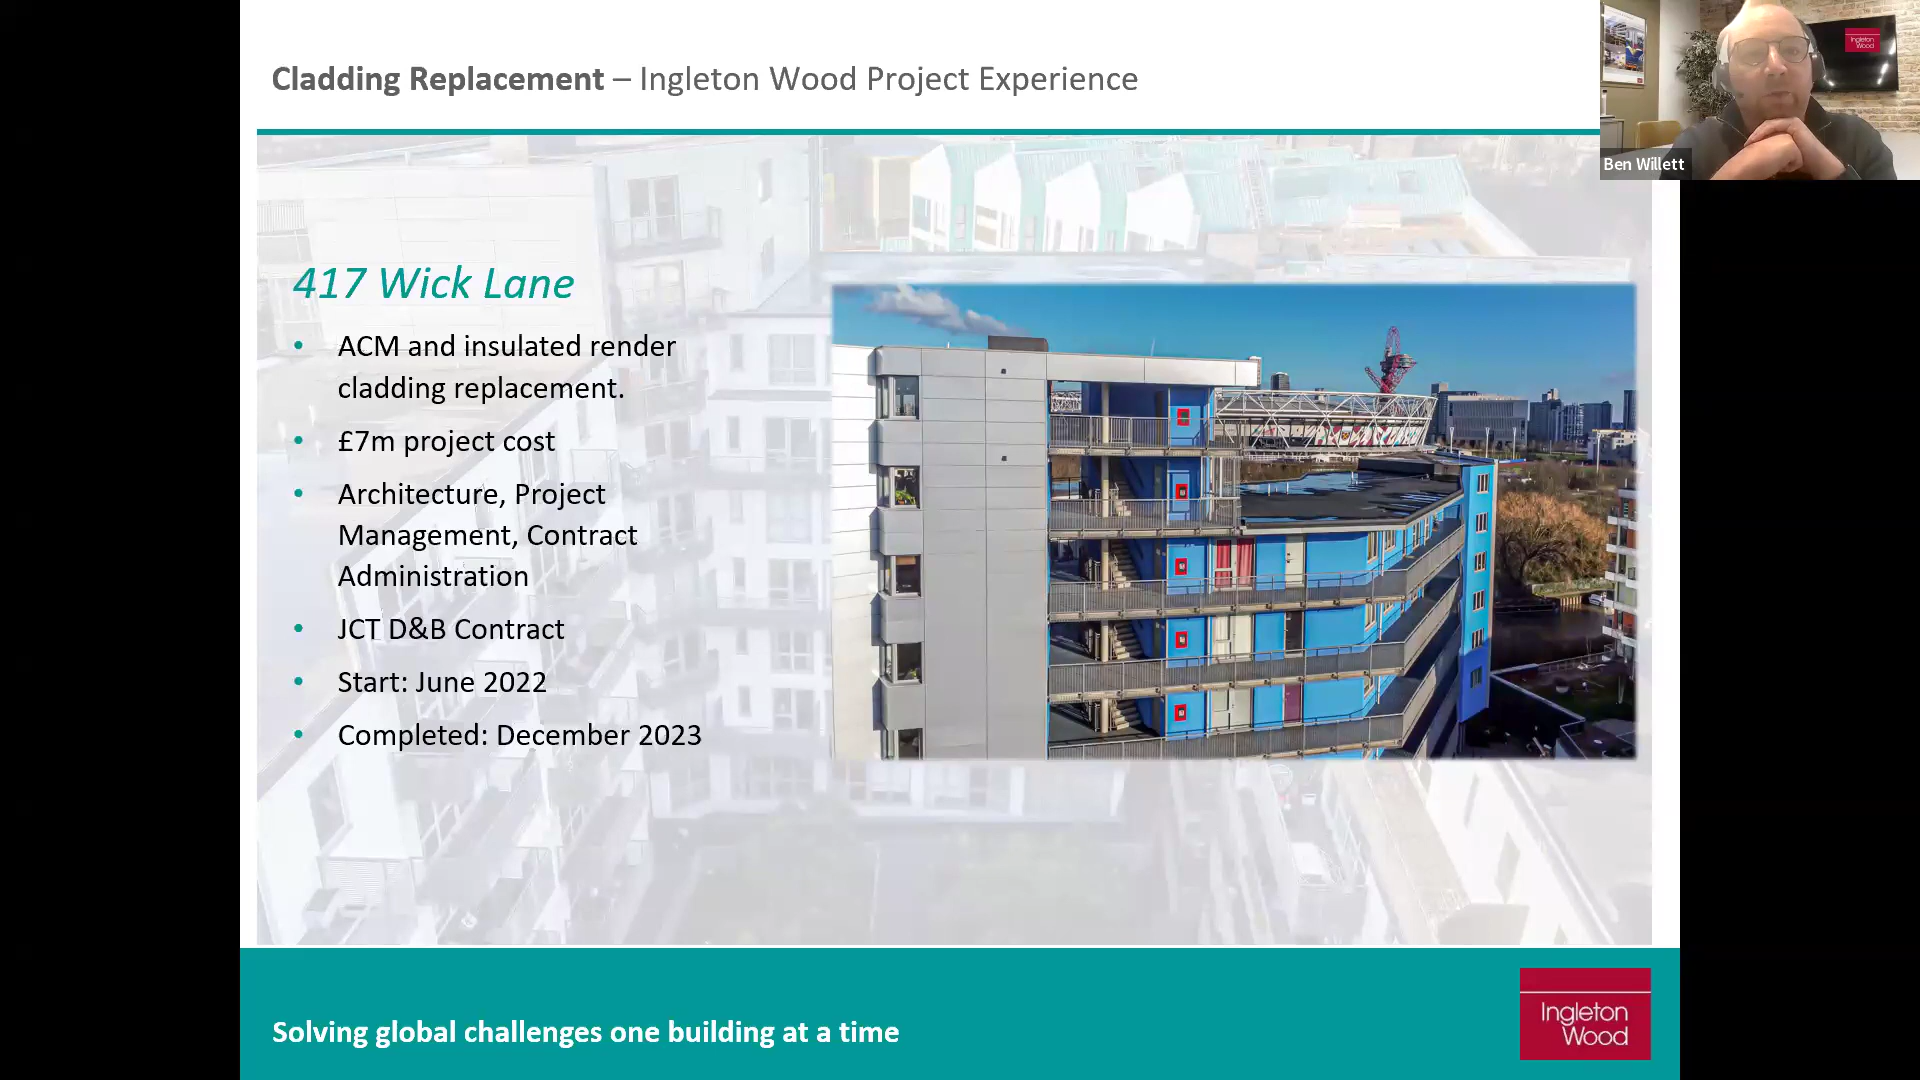 Cladding Replacement – Ingleton Wood Project Experience
Ingleton
Wood
Ben Willett
417 Wick Lane
• ACM and insulated render
cladding replacement.
• £7m project cost
• Architecture, Project
Management, Contract
Administration
• JCT D&B Contract
• Start: June 2022
• Completed: December 2023
Solving global challenges one building at a time
Ingleton
Wood